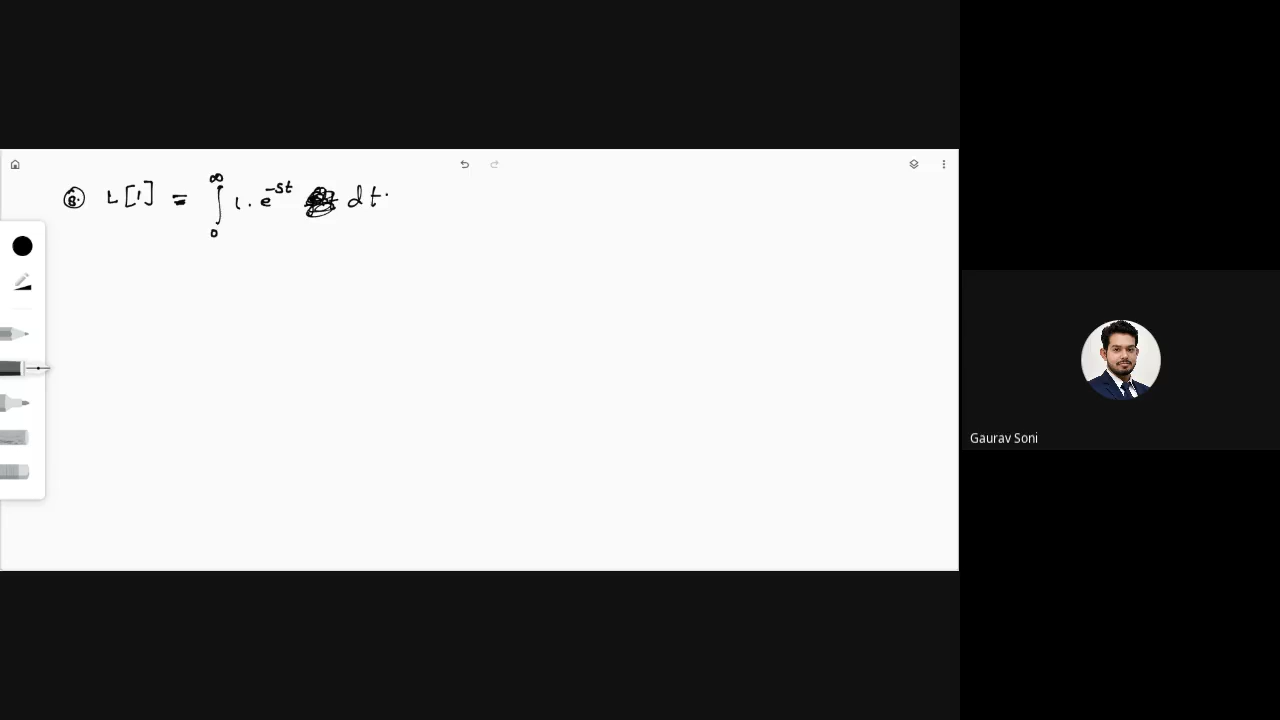 ⑧ L[1] = ∫₀^∞ 1. e^{-st} dt.
Gaurav Soni